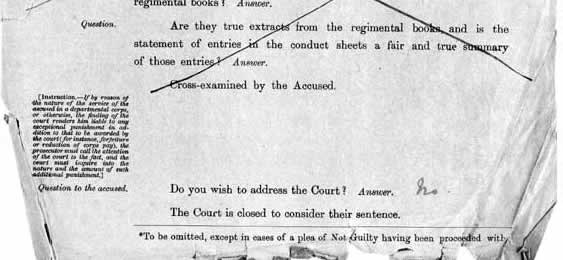 regimental books? Answer.
Question.
Are they true extracts from the regimental books, and is the
statement of entries in the conduct sheets a fair and true summary
of those entries? Answer.
Cross-examined by the Accused.
[Instruction.—If by reason of
the nature of the service of the
accused in a departmental corps,
or otherwise, the finding of the
court renders him liable to any
exceptional punishment in ad-
dition to that to be awarded by
the court (for instance, forfeiture
or reduction of corps pay), the
prosecutor must call the attention
of the court to the fact, and the
court must inquire into the
nature and the amount of such
additional punishment.]
Question to the accused.
Do you wish to address the Court? Answer. No
The Court is closed to consider their sentence.
*To be omitted, except in cases of a plea of Not Guilty having been proceeded with